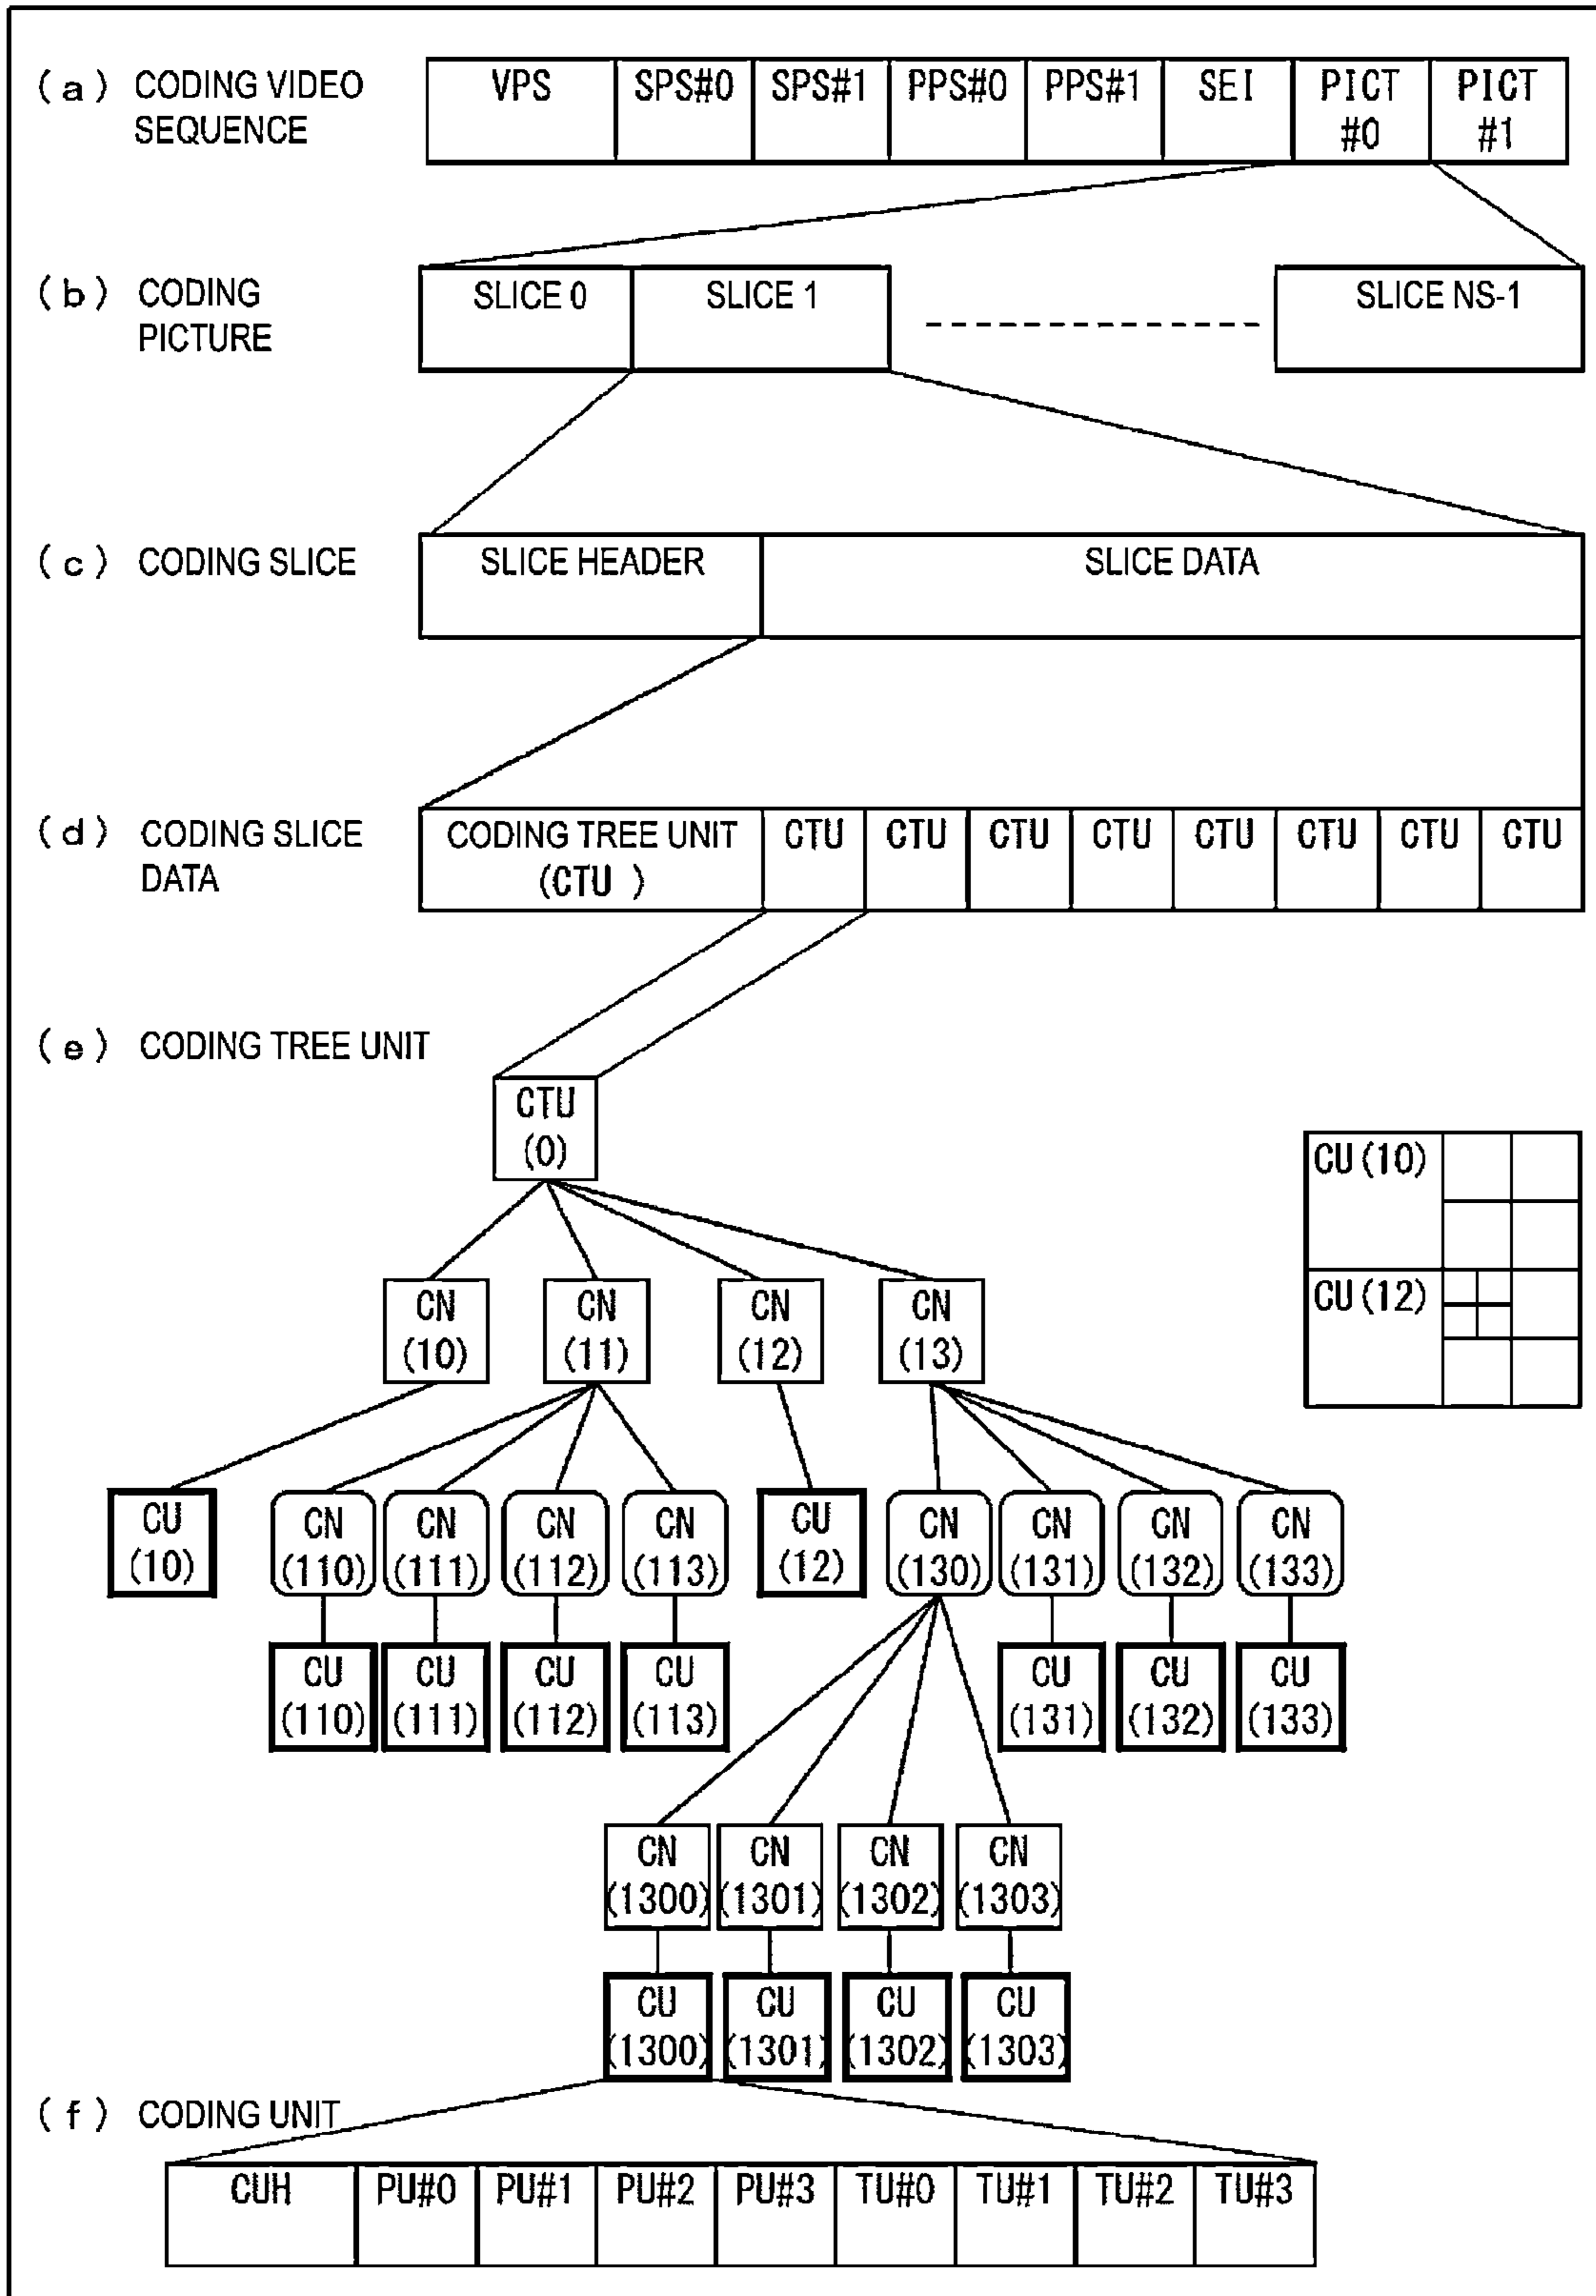 (a) CODING VIDEO
SEQUENCE
VPS SPS#0 SPS#1 PPS#0 PPS#1 SEI PICT PICT
#0 #1
(b) CODING
PICTURE
SLICE 0 SLICE 1 SLICE NS-1
(c) CODING SLICE SLICE HEADER SLICE DATA
(d) CODING SLICE
DATA
CODING TREE UNIT CTU CTU CTU CTU CTU CTU CTU CTU
(CTU )
(e) CODING TREE UNIT
CTU
(0)
CU(10)
CU(12)
CN CN CN CN
(10) (11) (12) (13)
CU CN CN CN CN CU CN CN CN CN
(10) (110) (111) (112) (113) (12) (130) (131) (132) (133)
CU CU CU CU CU CU CU
(110) (111) (112) (113) (131) (132) (133)
CN CN CN CN
(1300) (1301) (1302) (1303)
CU CU CU CU
(1300) (1301) (1302) (1303)
(f) CODING UNIT
CUH PU#0 PU#1 PU#2 PU#3 TU#0 TU#1 TU#2 TU#3